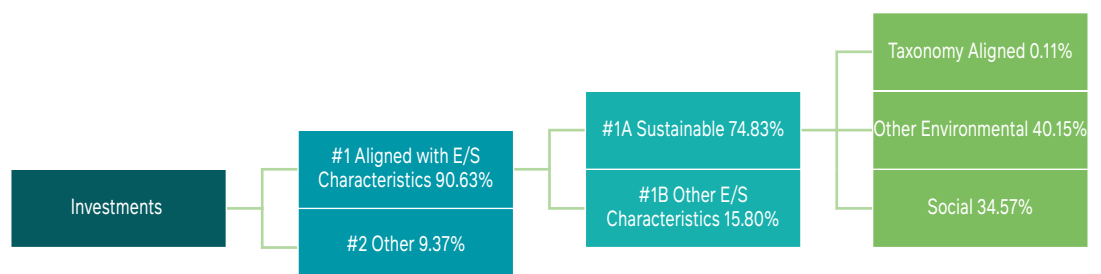 Investments
#1 Aligned with E/S
Characteristics 90.63%
#2 Other 9.37%
#1A Sustainable 74.83%
#1B Other E/S
Characteristics 15.80%
Taxonomy Aligned 0.11%
Other Environmental 40.15%
Social 34.57%